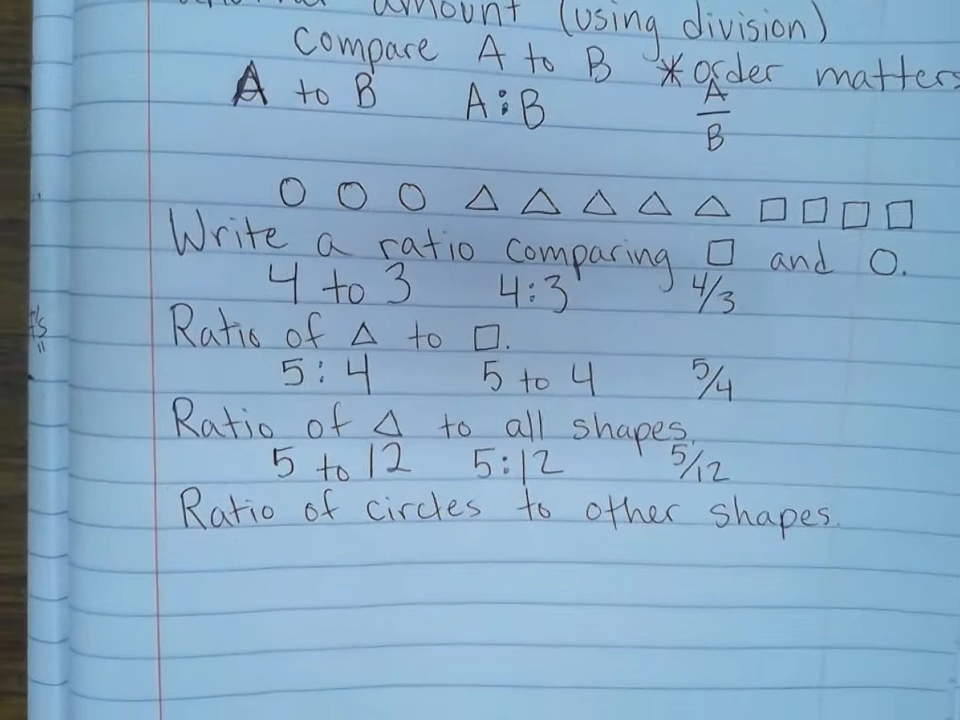 amount (using division)
compare A to B *order matters
A to B A:B A/B
Write a ratio comparing □ and ○.
4 to 3 4:3 4/3
Ratio of △ to □.
5:4 5 to 4 5/4
Ratio of △ to all shapes.
5 to 12 5:12 5/12
Ratio of circles to other shapes.